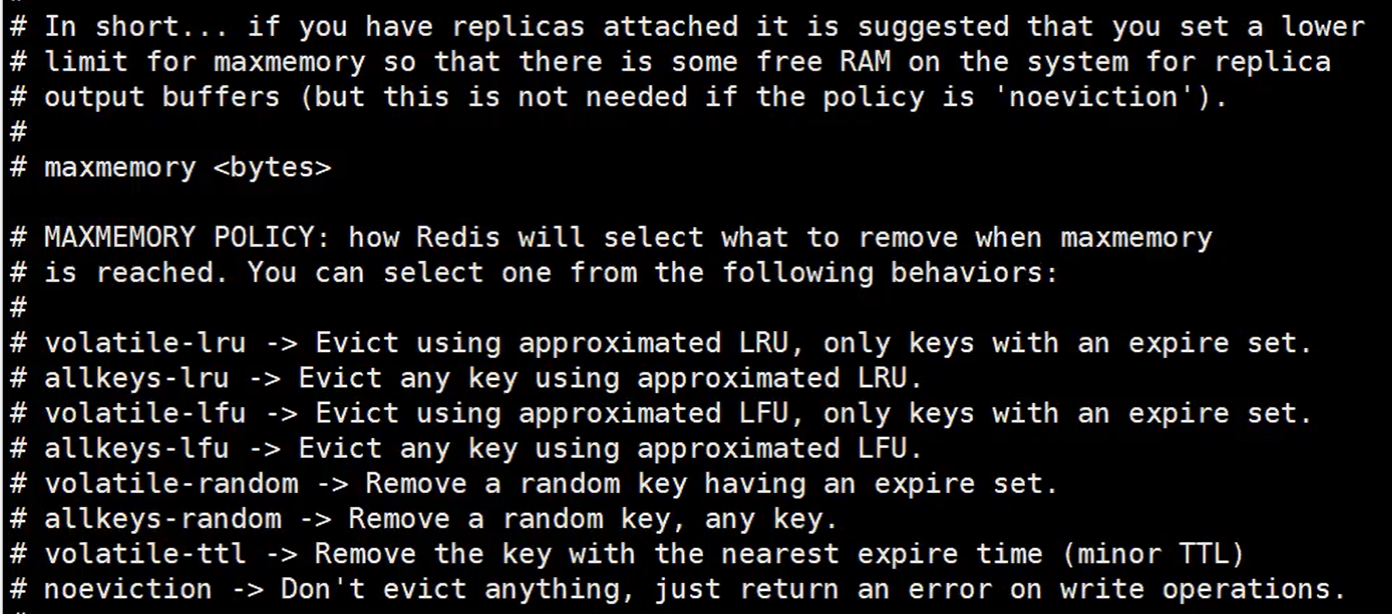 # In short... if you have replicas attached it is suggested that you set a lower
# limit for maxmemory so that there is some free RAM on the system for replica
# output buffers (but this is not needed if the policy is 'noeviction').
#
# maxmemory <bytes>
# MAXMEMORY POLICY: how Redis will select what to remove when maxmemory
# is reached. You can select one from the following behaviors:
#
# volatile-lru -> Evict using approximated LRU, only keys with an expire set.
# allkeys-lru -> Evict any key using approximated LRU.
# volatile-lfu -> Evict using approximated LFU, only keys with an expire set.
# allkeys-lfu -> Evict any key using approximated LFU.
# volatile-random -> Remove a random key having an expire set.
# allkeys-random -> Remove a random key, any key.
# volatile-ttl -> Remove the key with the nearest expire time (minor TTL)
# noeviction -> Don't evict anything, just return an error on write operations.
#